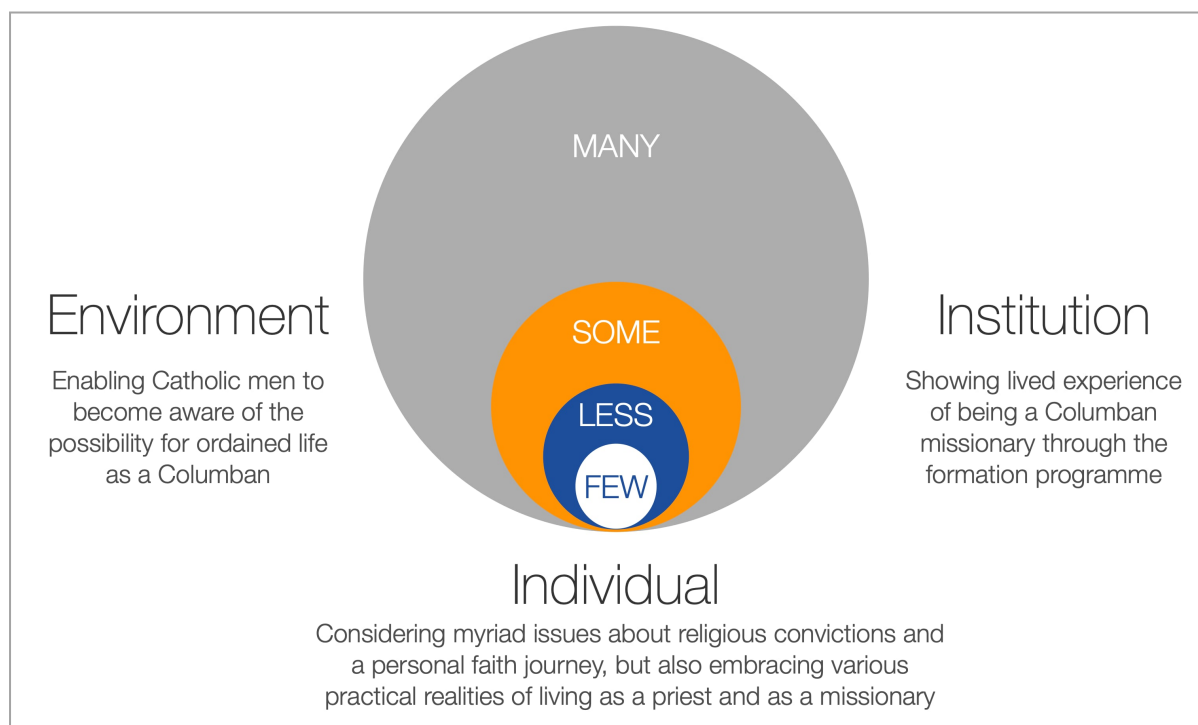 MANY
SOME
LESS
FEW
Environment
Enabling Catholic men to
become aware of the
possibility for ordained life
as a Columban
Institution
Showing lived experience
of being a Columban
missionary through the
formation programme
Individual
Considering myriad issues about religious convictions and
a personal faith journey, but also embracing various
practical realities of living as a priest and as a missionary